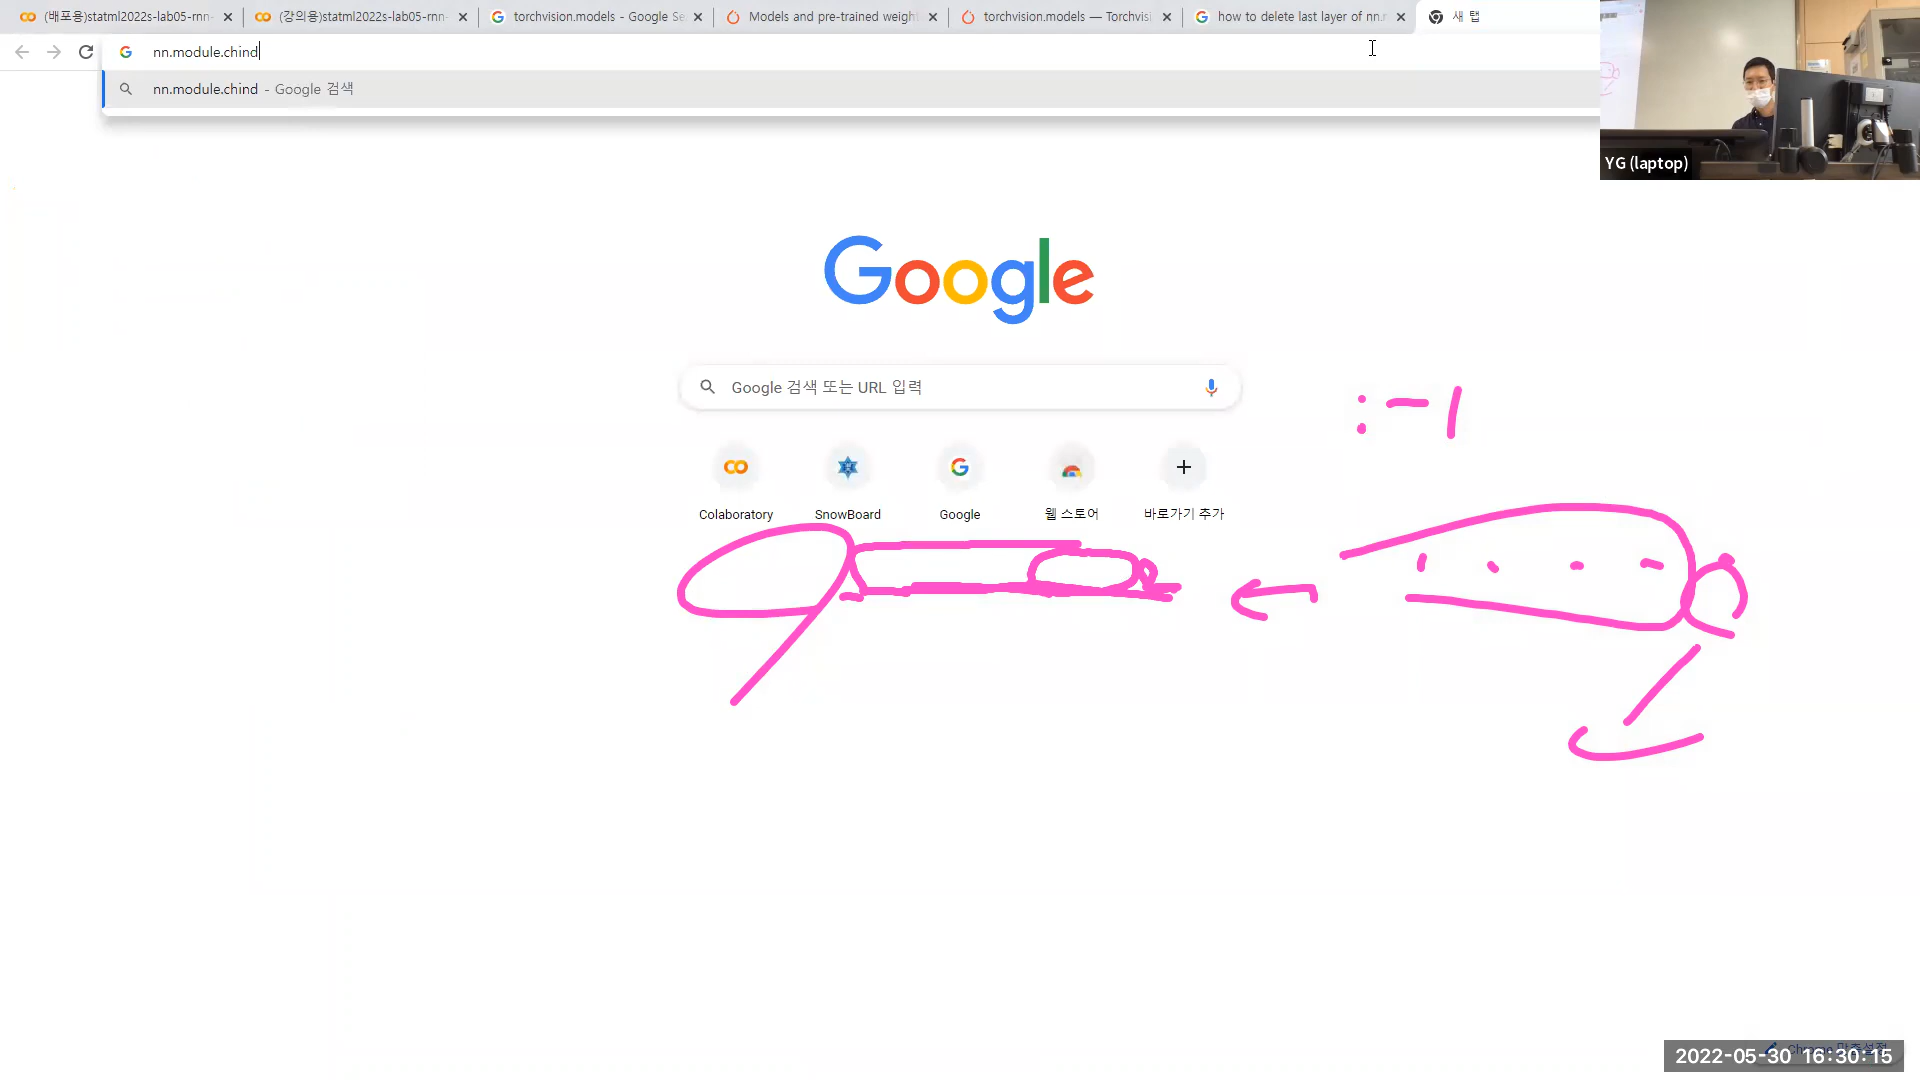 (배포용)statml2022s-lab05-rnn-
(강의용)statml2022s-lab05-rnn-
torchvision.models - Google Se
Models and pre-trained weight
torchvision.models — Torchvisi
how to delete last layer of nn.r
새 탭
nn.module.chind
nn.module.chind - Google 검색
YG (laptop)
Google
Google 검색 또는 URL 입력
: - 1
Colaboratory
SnowBoard
Google
웹 스토어
바로가기 추가
2022-05-30 16:30:15